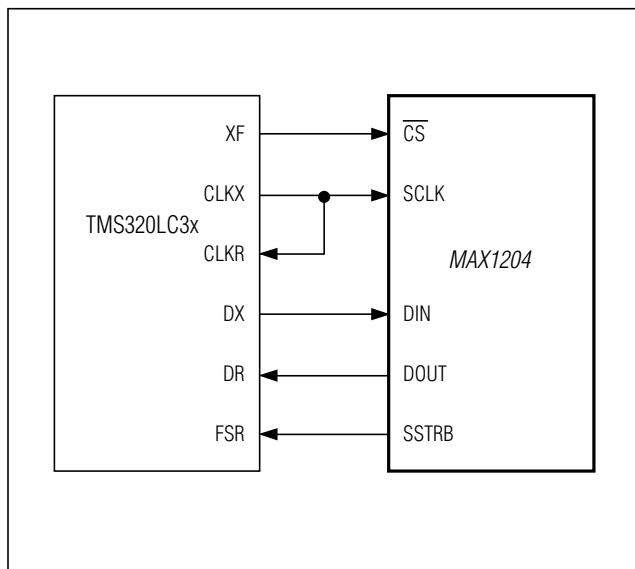 XF
CS
CLKX
SCLK
TMS320LC3x
CLKR
MAX1204
DX
DIN
DR
DOUT
FSR
SSTRB